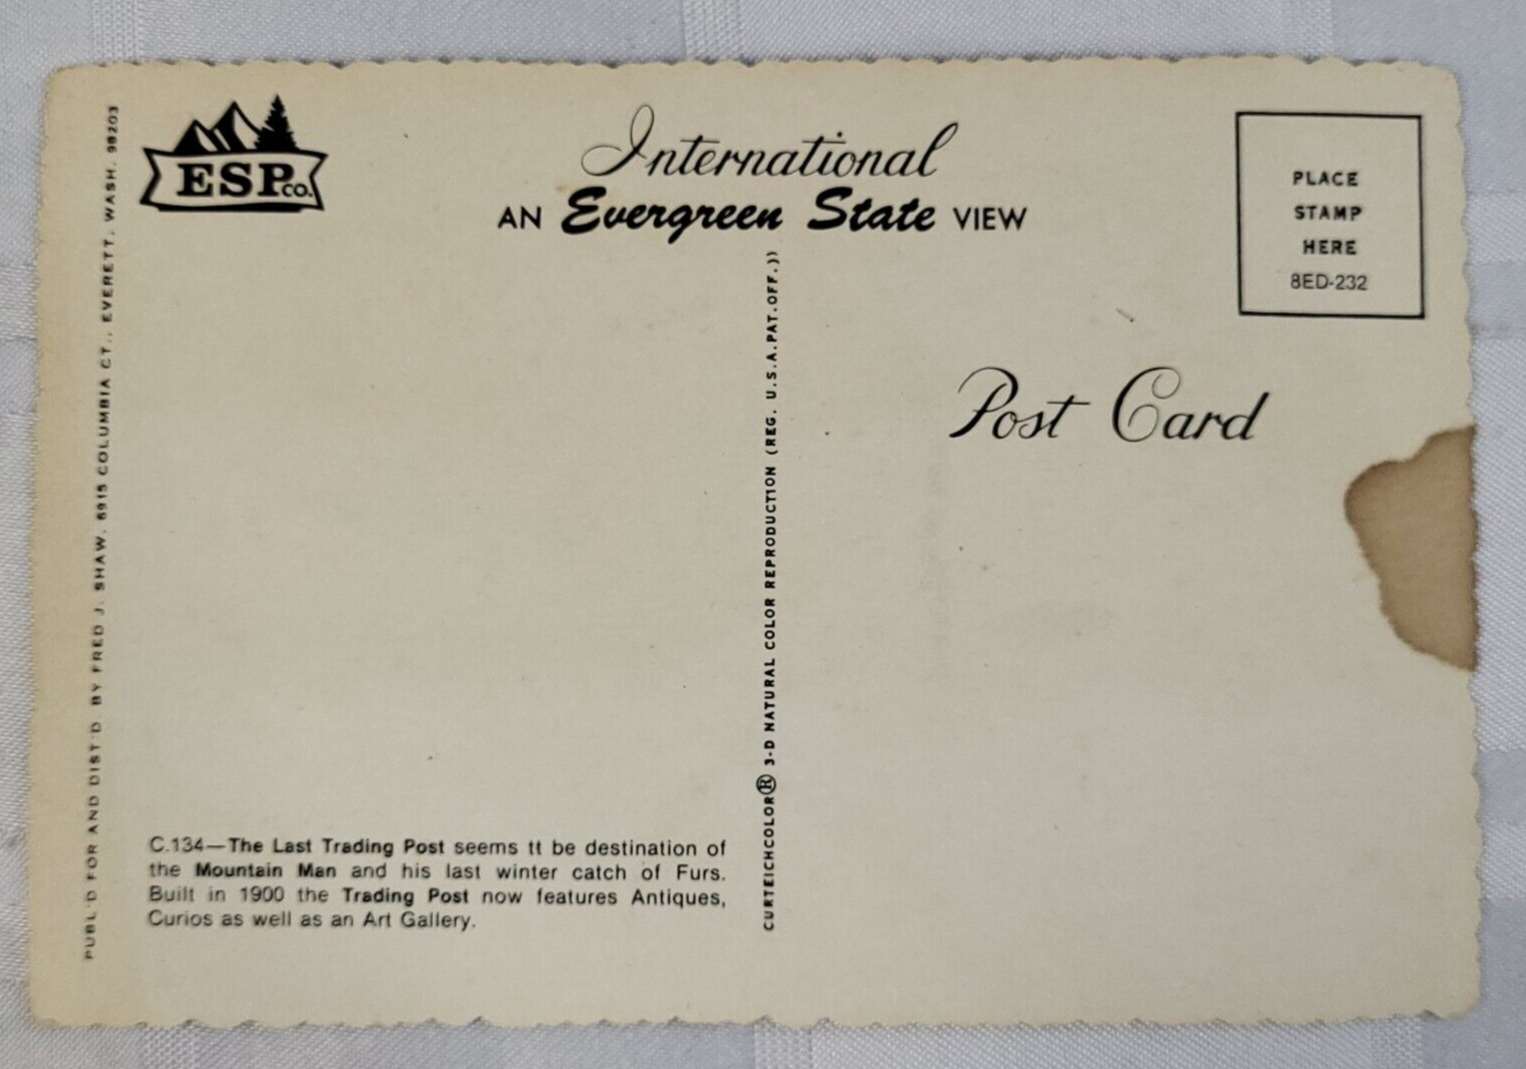 PUBL'D FOR AND DIST'D. BY FRED J. SHAW, 6915 COLUMBIA CT., EVERETT, WASH. 98203
ESP CO.
International
AN Evergreen State VIEW
PLACE
STAMP
HERE
8ED-232
Post Card
CURTEICHCOLOR® 3-D NATURAL COLOR REPRODUCTION (REG. U.S.A. PAT. OFF.))
C.134—The Last Trading Post seems tt be destination of
the Mountain Man and his last winter catch of Furs.
Built in 1900 the Trading Post now features Antiques,
Curios as well as an Art Gallery.